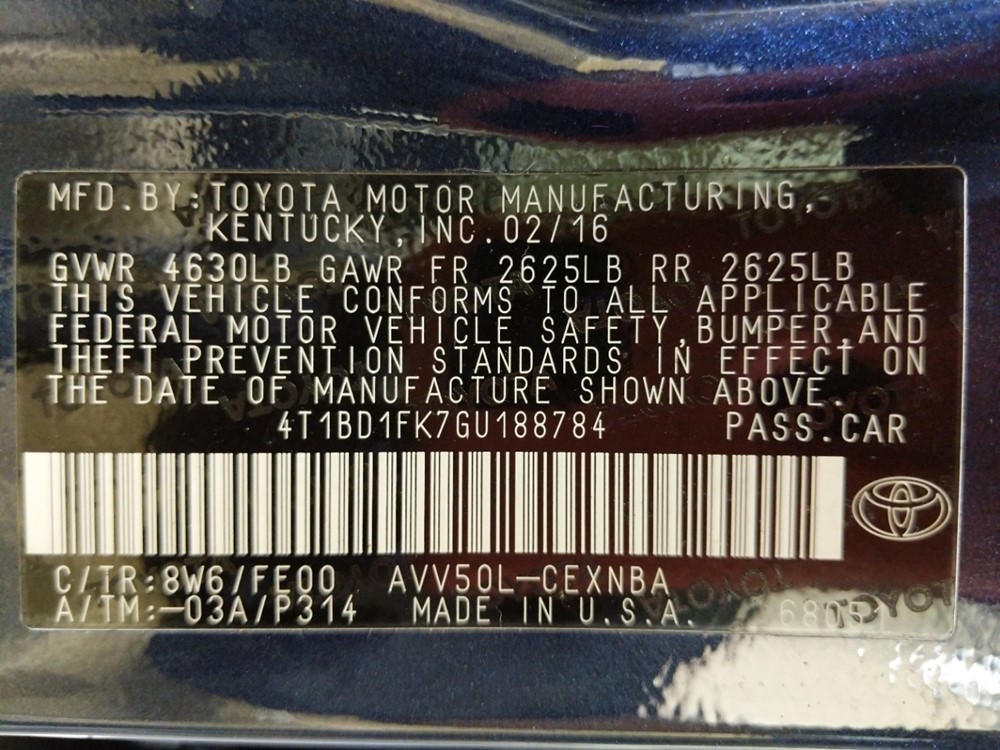 MFD.BY:TOYOTA MOTOR MANUFACTURING,
KENTUCKY,INC.02/16
GVWR 4630LB GAWR FR 2625LB RR 2625LB
THIS VEHICLE CONFORMS TO ALL APPLICABLE
FEDERAL MOTOR VEHICLE SAFETY,BUMPER,AND
THEFT PREVENTION STANDARDS IN EFFECT ON
THE DATE OF MANUFACTURE SHOWN ABOVE.
4T1BD1FK7GU188784 PASS.CAR
C/TR:8W6/FE00 AVV50L-CEXNBA
A/TM:-03A/P314 MADE IN U.S.A.